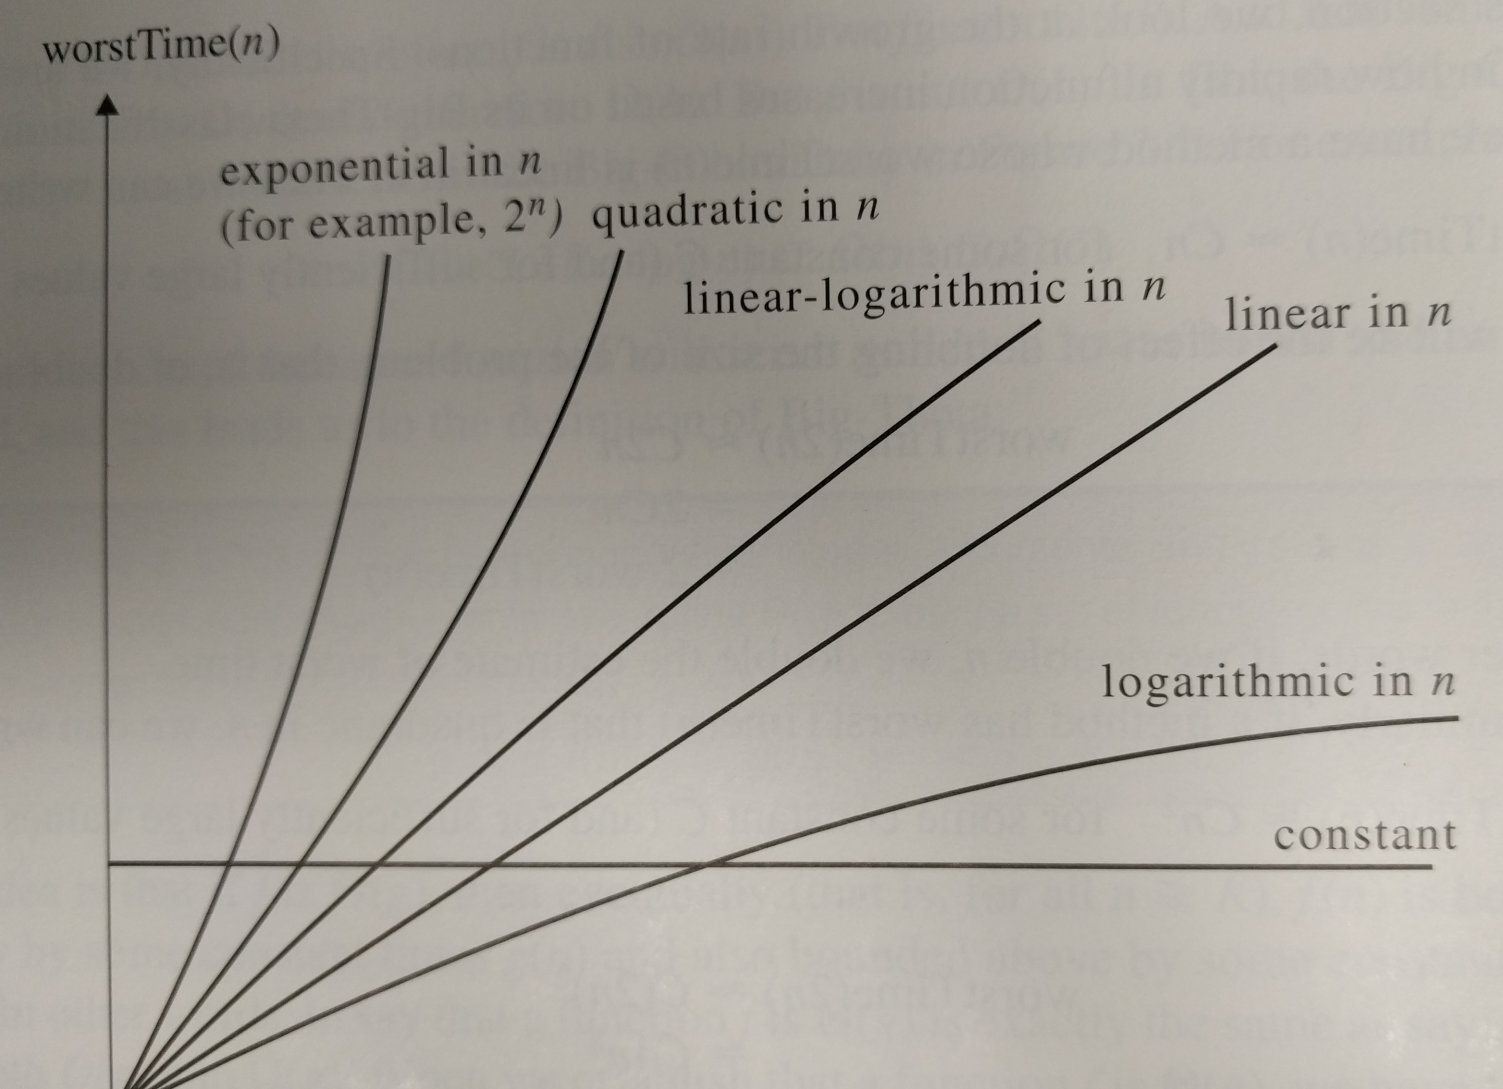 worstTime(n)
exponential in n
(for example, 2ⁿ) quadratic in n
linear-logarithmic in n
linear in n
logarithmic in n
constant